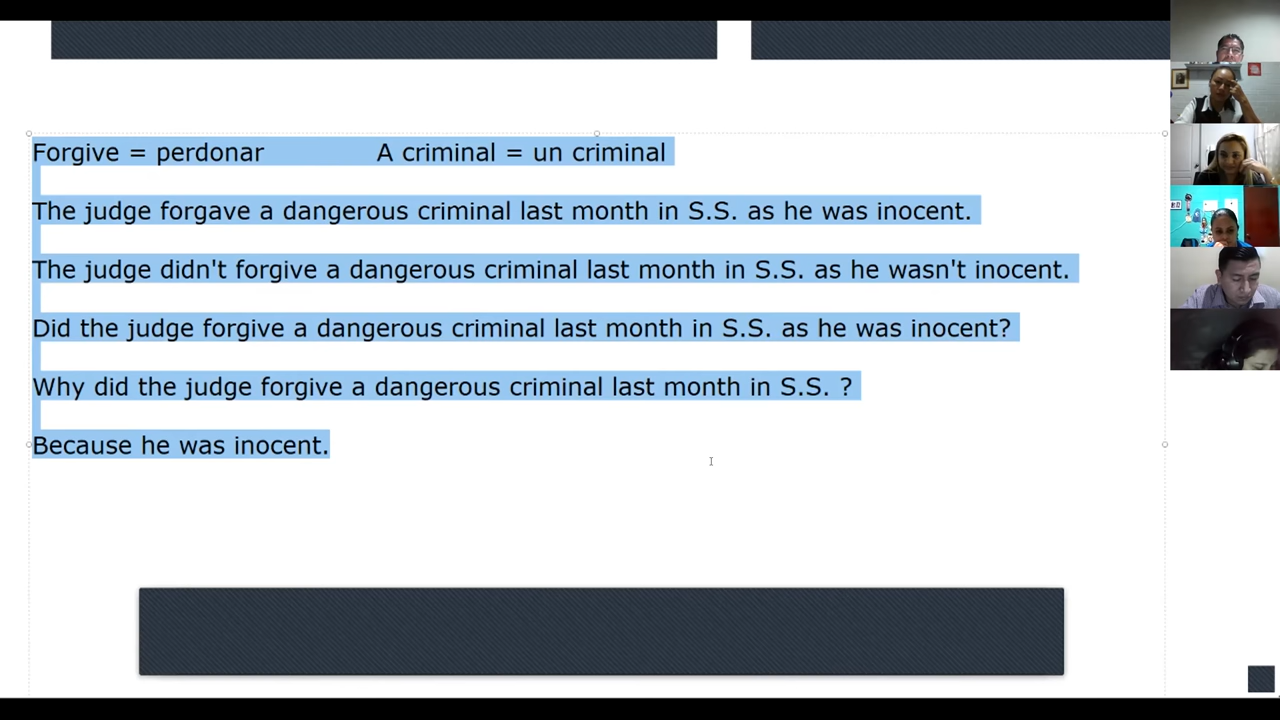 Forgive = perdonar A criminal = un criminal
The judge forgave a dangerous criminal last month in S.S. as he was inocent.
The judge didn't forgive a dangerous criminal last month in S.S. as he wasn't inocent.
Did the judge forgive a dangerous criminal last month in S.S. as he was inocent?
Why did the judge forgive a dangerous criminal last month in S.S. ?
Because he was inocent.